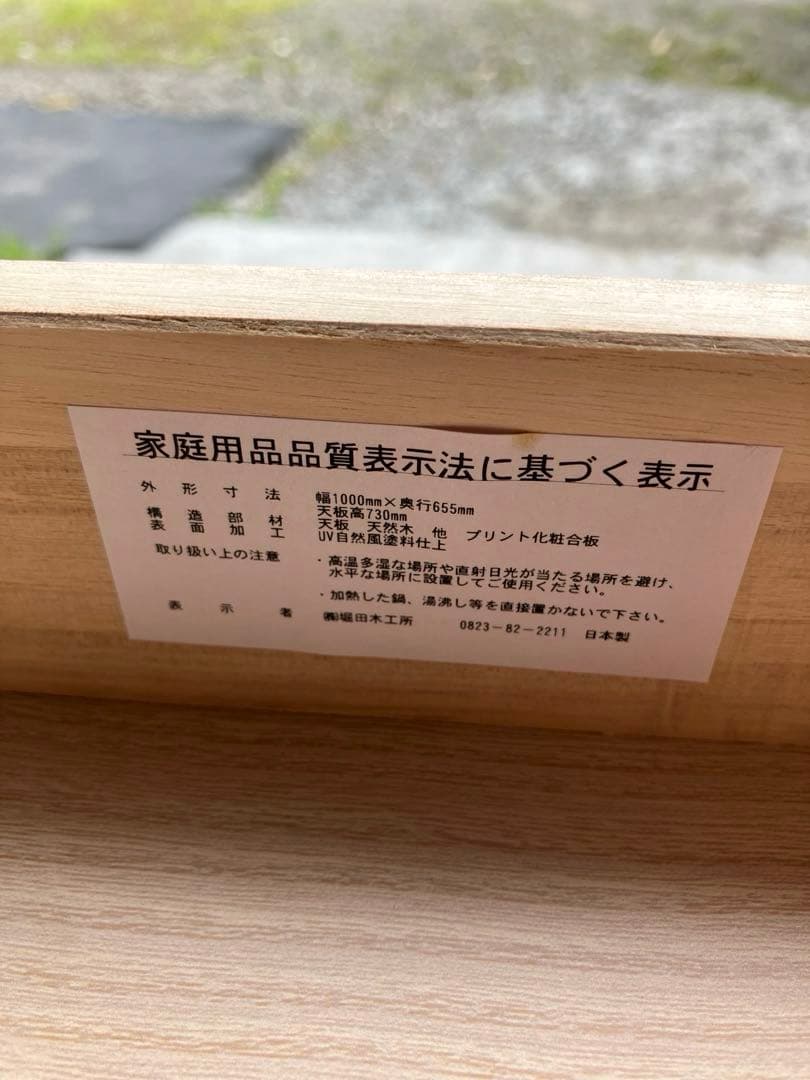 家庭用品品質表示法に基づく表示
外形寸法 幅1000mm×奥行655mm
天板高730mm
構造部材 天板 天然木 他 プリント化粧合板
表面加工 UV自然風塗料仕上
取り扱い上の注意 ・高温多湿な場所や直射日光が当たる場所を避け、
水平な場所に設置してご使用ください。
・加熱した鍋、湯沸し等を直接置かないで下さい。
表示者 ㈱堀田木工所 0823-82-2211 日本製